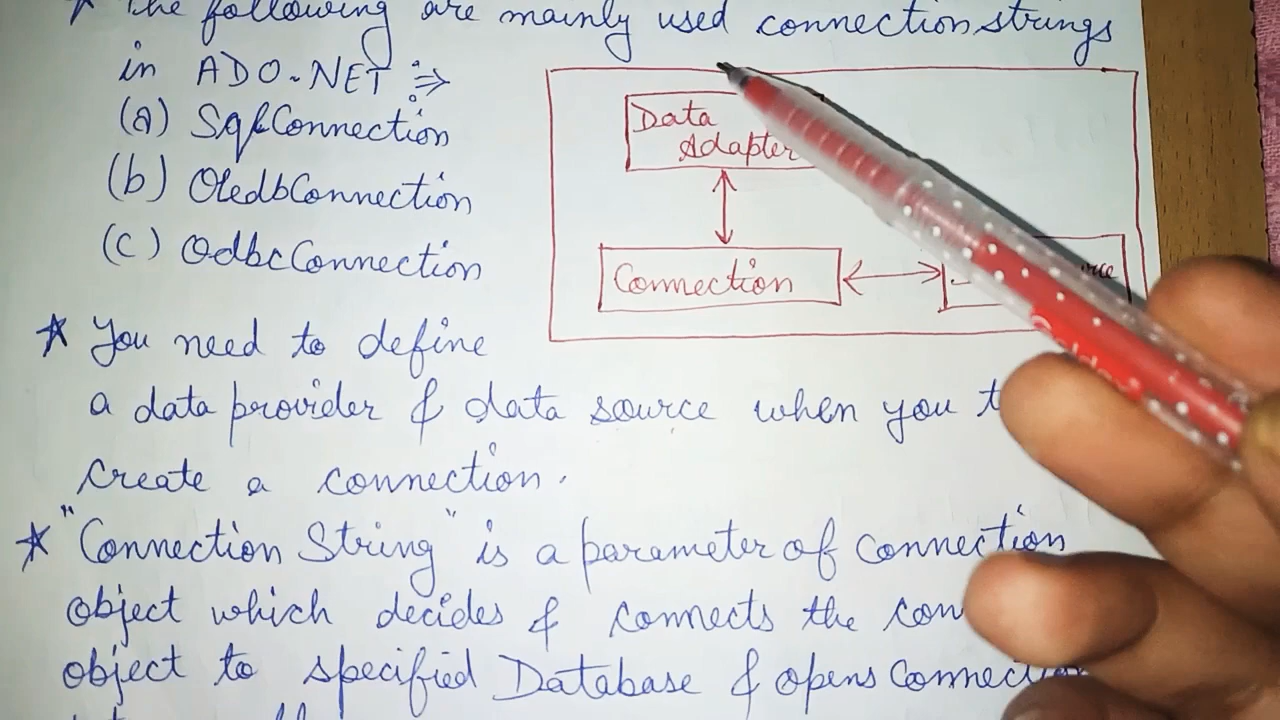 The following are mainly used connection strings
in ADO.NET :⇒
(a) SqlConnection
(b) OledbConnection
(c) OdbcConnection
Data
Adapter
Connection
★ You need to define
a data provider & data source when you
create a connection.
★ "Connection String" is a parameter of connection
object which decides & connects the
object to specified Database & opens